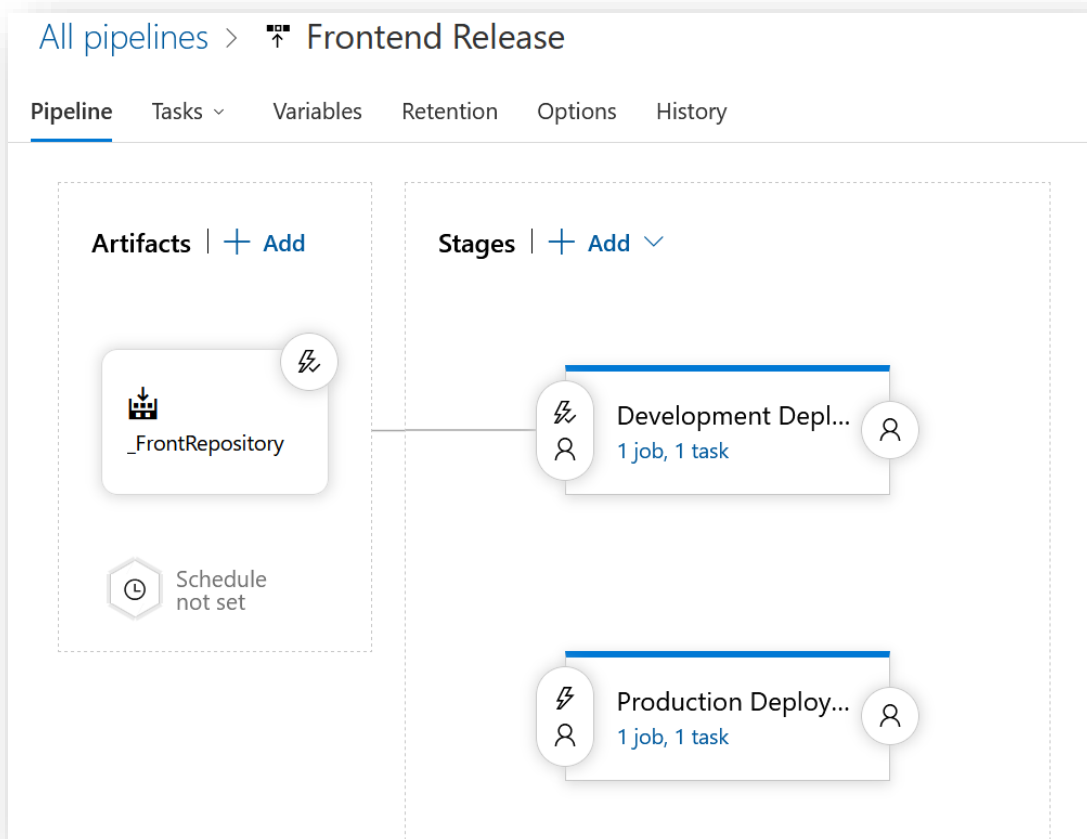 All pipelines > Frontend Release
Pipeline Tasks Variables Retention Options History
Artifacts | + Add
Stages | + Add
_FrontRepository
Schedule
not set
Development Depl...
1 job, 1 task
Production Deploy...
1 job, 1 task